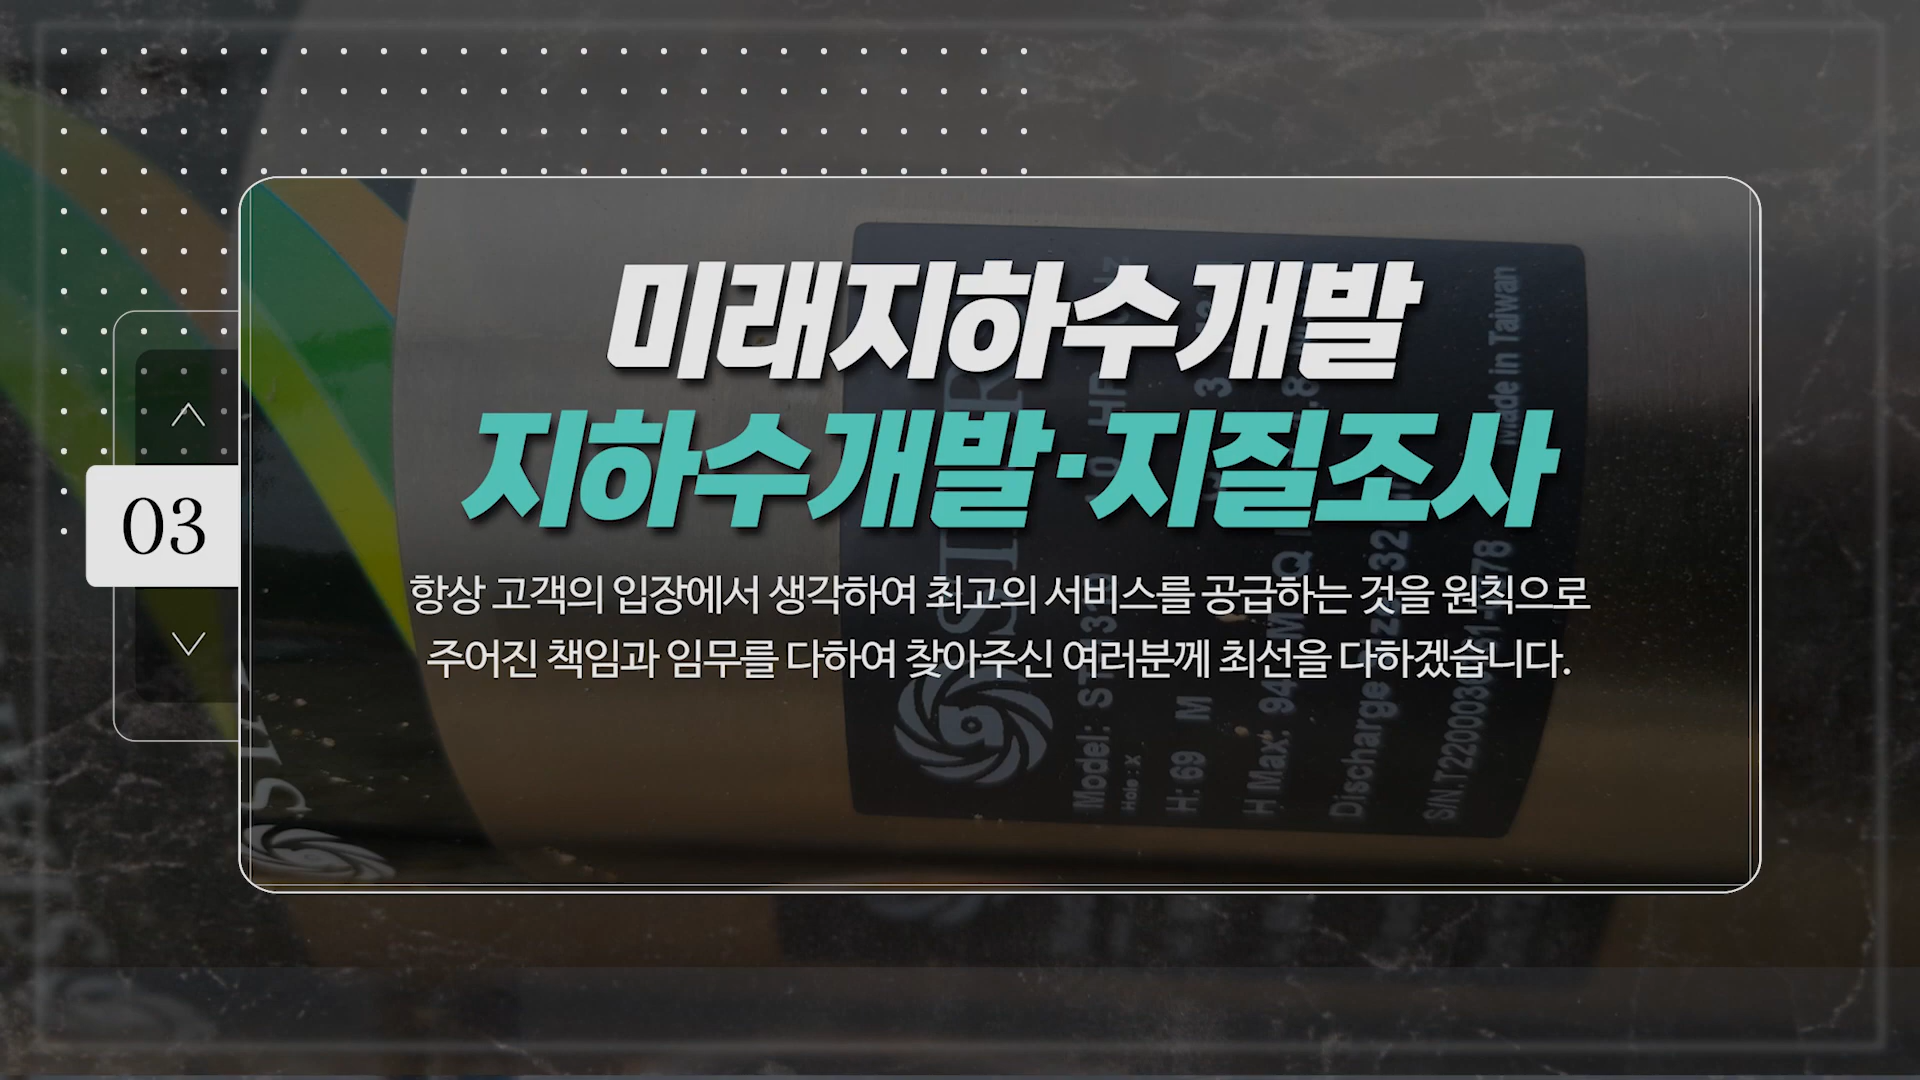 미래지하수개발
지하수개발·지질조사
03
항상 고객의 입장에서 생각하여 최고의 서비스를 공급하는 것을 원칙으로
주어진 책임과 임무를 다하여 찾아주신 여러분께 최선을 다하겠습니다.
Model: ST
Hole: X
H: 69 M
H Max. 94 M
Discharge
Made in Taiwan